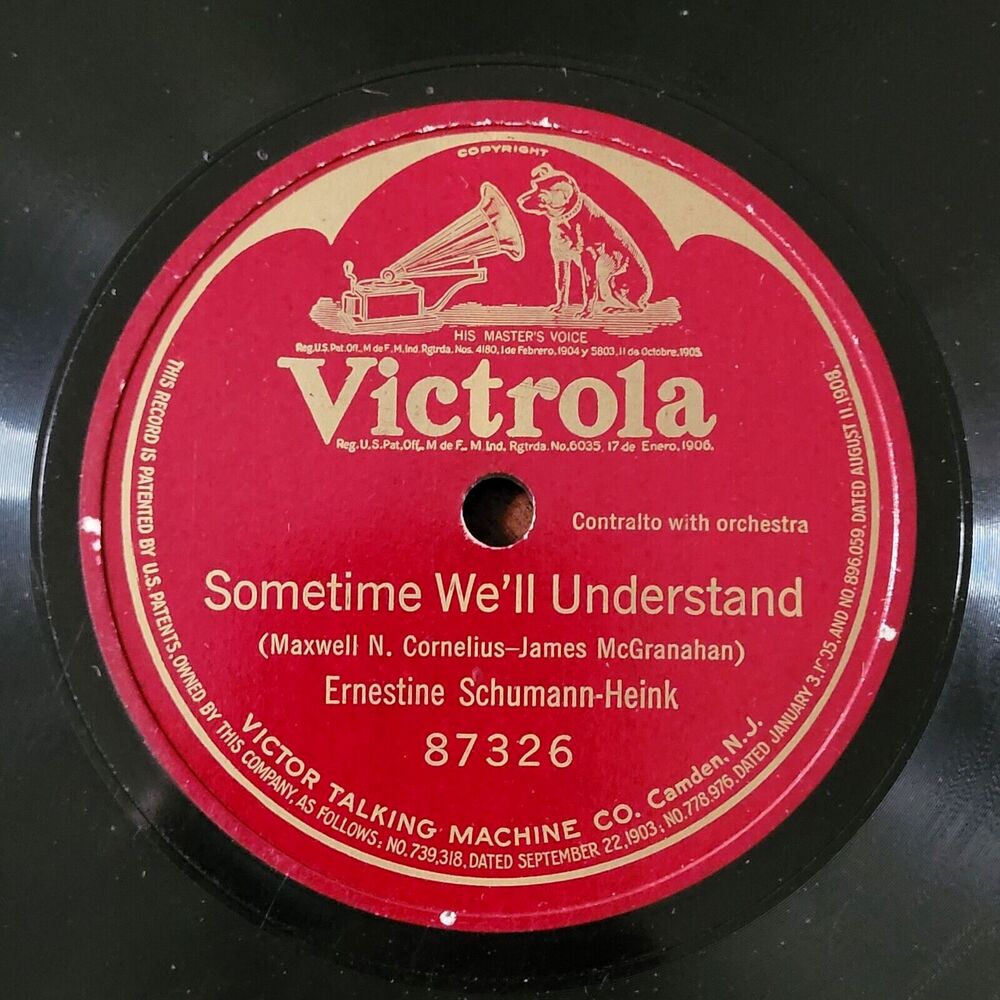 COPYRIGHT
HIS MASTER'S VOICE
Reg.U.S.Pat.Off., M de F., M.Ind. Rgtrda. Nos. 4180, 1 de Febrero, 1904 y 5803, 11 de Octobre, 1905.
Victrola
Reg.U.S.Pat.Off., M de F. M Ind. Rgtrda. No.6035, 17 de Enero, 1906.
Contralto with orchestra
Sometime We'll Understand
(Maxwell N. Cornelius–James McGranahan)
Ernestine Schumann-Heink
87326
VICTOR TALKING MACHINE CO. Camden, N.J.
THIS RECORD IS PATENTED BY U.S. PATENTS, OWNED BY THIS COMPANY, AS FOLLOWS: NO. 739,318, DATED SEPTEMBER 22, 1903; NO. 778,976, DATED JANUARY 3, AND NO. 896,059, DATED AUGUST 11, 1908.